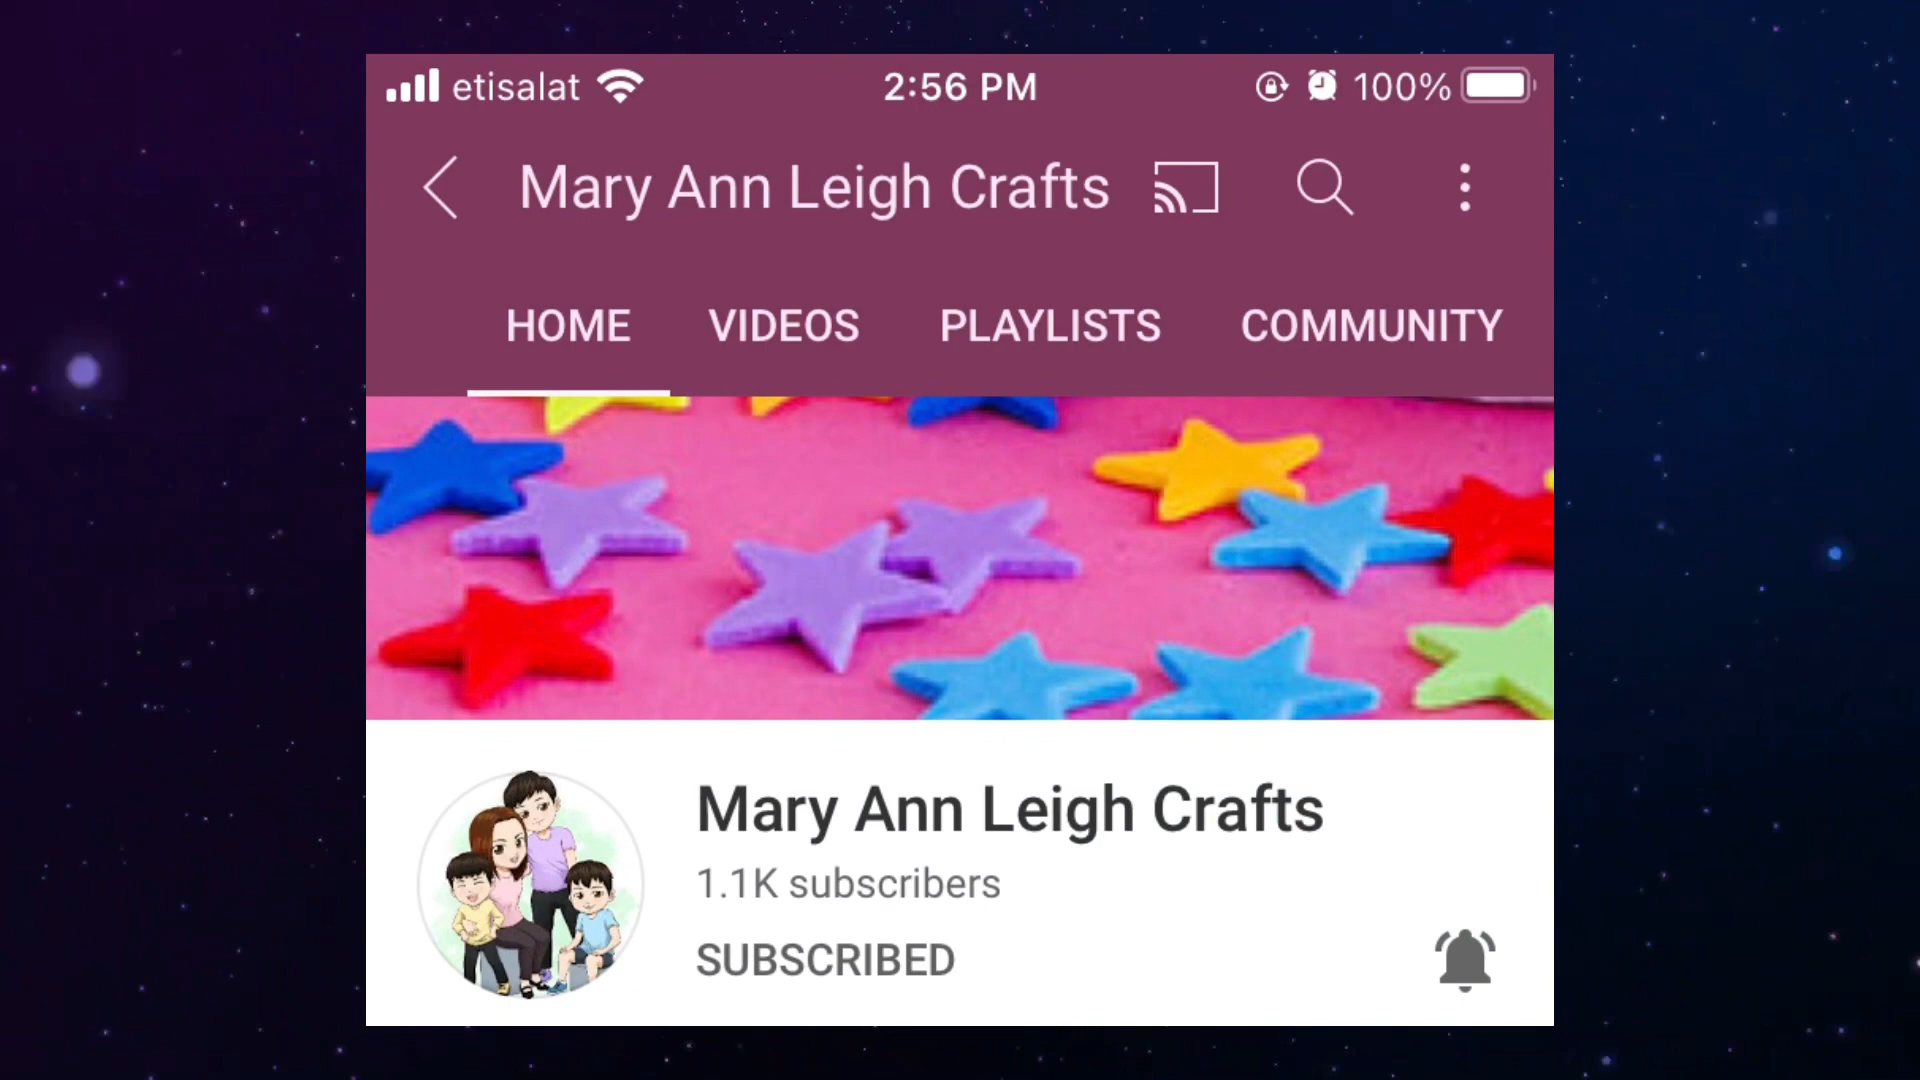 etisalat 2:56 PM 100%
Mary Ann Leigh Crafts
HOME VIDEOS PLAYLISTS COMMUNITY
Mary Ann Leigh Crafts
1.1K subscribers
SUBSCRIBED